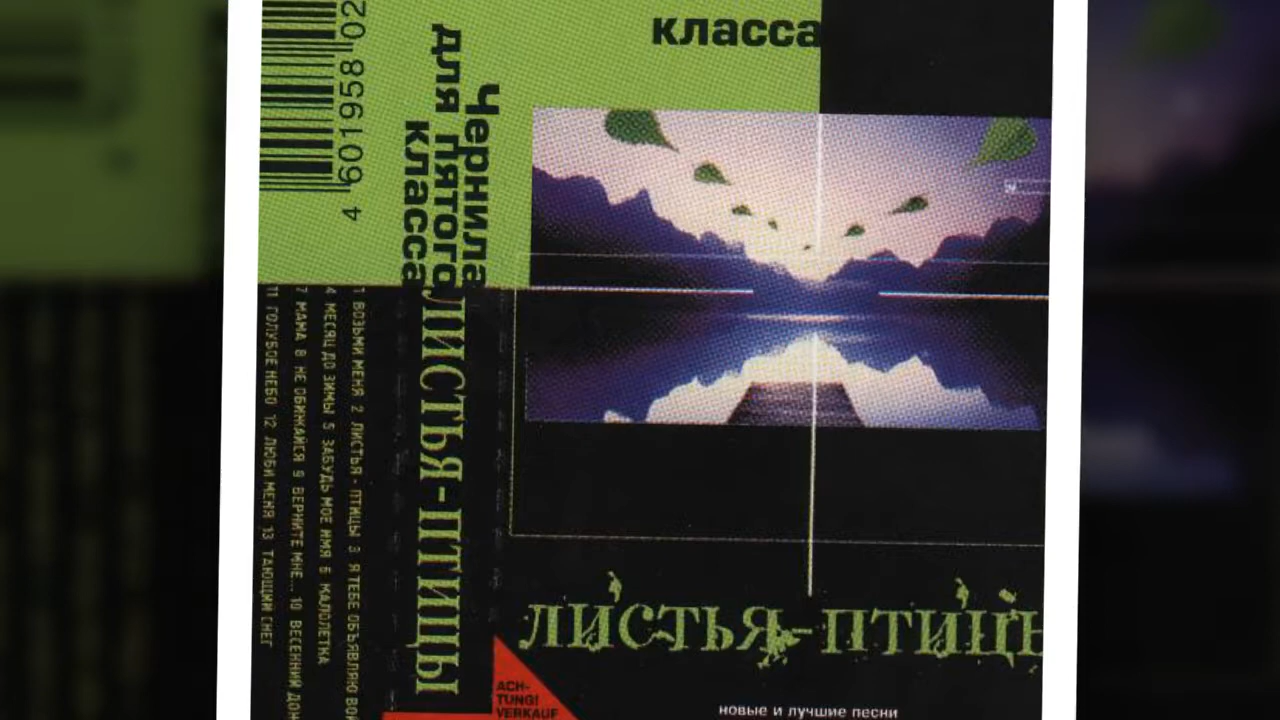 класса
4 601958 02
Чернила
для пятого
класса
ЛИСТЬЯ-ПТИЦЫ
1 ВОЗЬМИ МЕНЯ 2 ЛИСТЬЯ - ПТИЦЫ 3 Я ТЕБЕ ОБЪЯВЛЯЮ ВОЙ
4 МЕСЯЦ ДО ЗИМЫ 5 ЗАБУДЬ МОЕ ИМЯ 6 МАЛОЛЕТКА
7 МАМА 8 НЕ ОБИЖАЙСЯ 9 ВЕРНИТЕ МНЕ... 10 ВЕСЕННИЙ ДОЖ
11 ГОЛУБОЕ НЕБО 12 ЛЮБИ МЕНЯ 13 ТАЮЩИЙ СНЕГ
ЛИСТЬЯ-ПТИЦЫ
ACH-
TUNG!
VERKAUF
новые и лучшие песни